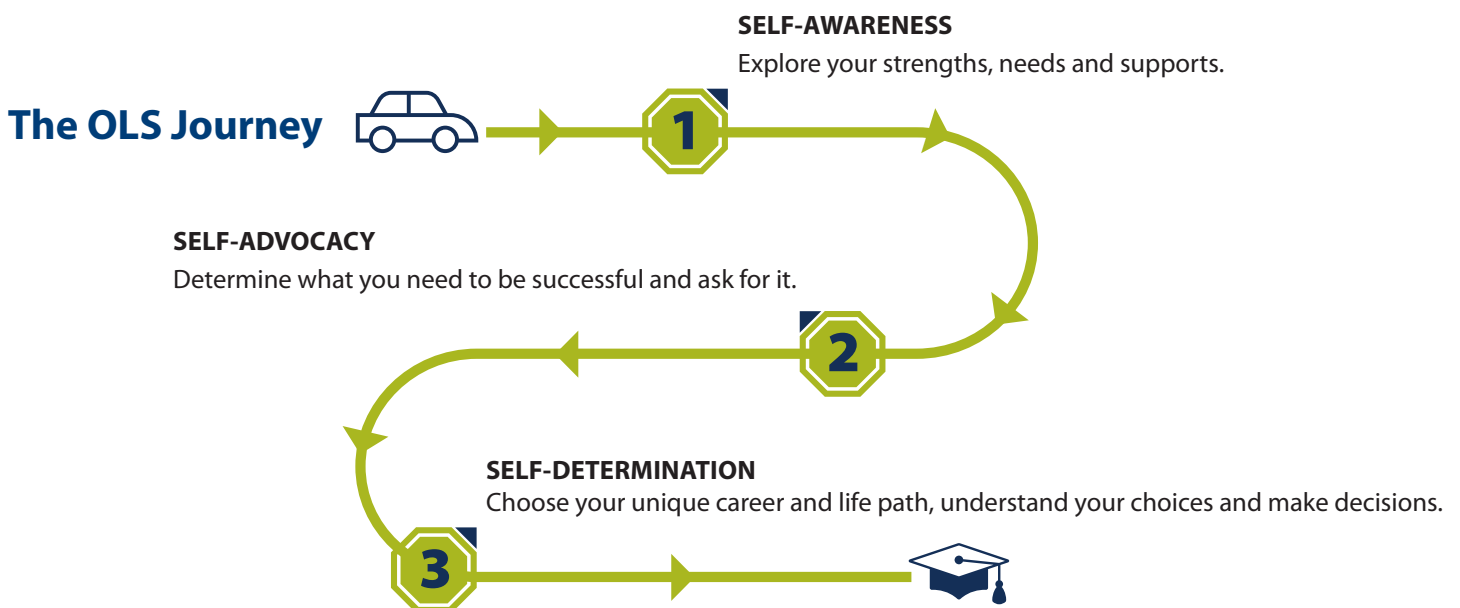 SELF-AWARENESS
Explore your strengths, needs and supports.
The OLS Journey
1
SELF-ADVOCACY
Determine what you need to be successful and ask for it.
2
SELF-DETERMINATION
Choose your unique career and life path, understand your choices and make decisions.
3